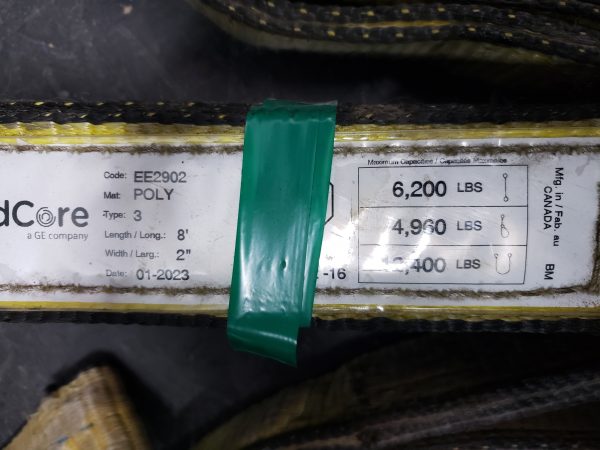 dCore
a GE company
Code: EE2902
Mat: POLY
Type: 3
Length / Long.: 8'
Width / Larg.: 2"
Date: 01-2023
-16
Maximum Capacities / Capacités Maximales
6,200 LBS
4,960 LBS
,400 LBS
Mfg. in / Fab. au
CANADA
BM